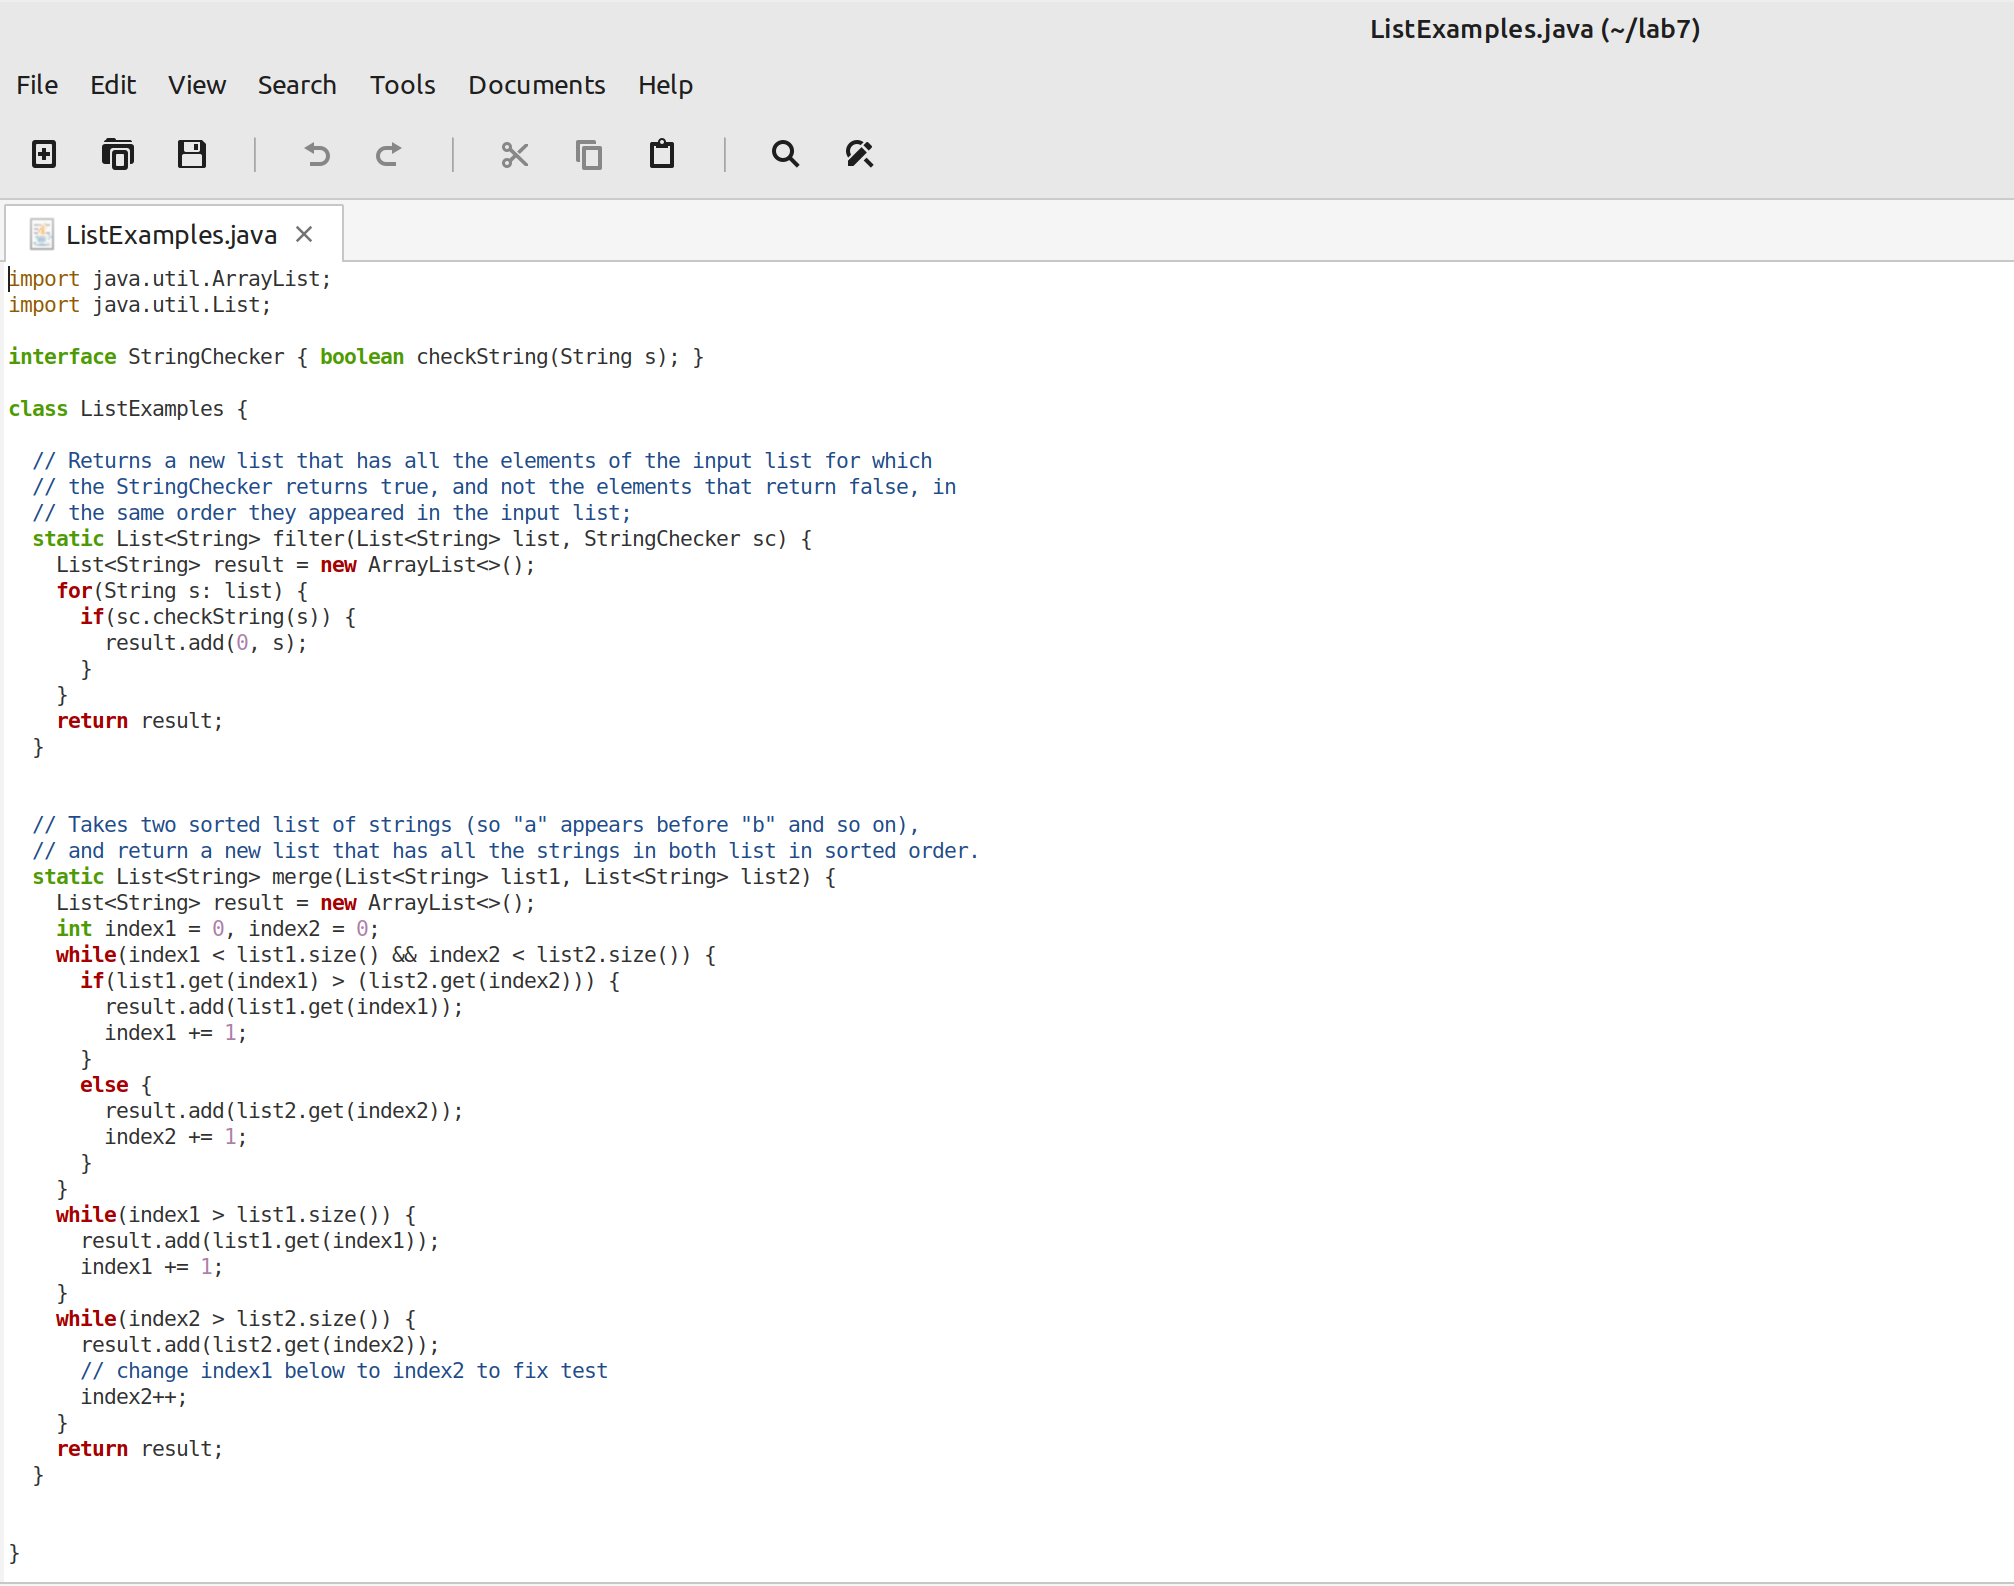 ListExamples.java (~/lab7)
File Edit View Search Tools Documents Help
ListExamples.java
import java.util.ArrayList;
import java.util.List;

interface StringChecker { boolean checkString(String s); }

class ListExamples {

  // Returns a new list that has all the elements of the input list for which
  // the StringChecker returns true, and not the elements that return false, in
  // the same order they appeared in the input list;
  static List<String> filter(List<String> list, StringChecker sc) {
    List<String> result = new ArrayList<>();
    for(String s: list) {
      if(sc.checkString(s)) {
        result.add(0, s);
      }
    }
    return result;
  }


  // Takes two sorted list of strings (so "a" appears before "b" and so on),
  // and return a new list that has all the strings in both list in sorted order.
  static List<String> merge(List<String> list1, List<String> list2) {
    List<String> result = new ArrayList<>();
    int index1 = 0, index2 = 0;
    while(index1 < list1.size() && index2 < list2.size()) {
      if(list1.get(index1) > (list2.get(index2))) {
        result.add(list1.get(index1));
        index1 += 1;
      }
      else {
        result.add(list2.get(index2));
        index2 += 1;
      }
    }
    while(index1 > list1.size()) {
      result.add(list1.get(index1));
      index1 += 1;
    }
    while(index2 > list2.size()) {
      result.add(list2.get(index2));
      // change index1 below to index2 to fix test
      index2++;
    }
    return result;
  }


}